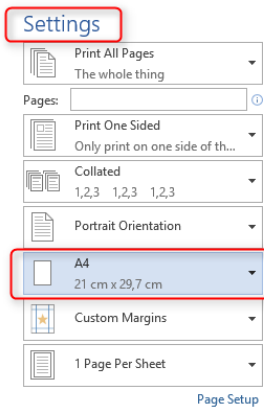 Settings
Print All Pages
The whole thing
Pages:
Print One Sided
Only print on one side of th...
Collated
1,2,3 1,2,3 1,2,3
Portrait Orientation
A4
21 cm x 29,7 cm
Custom Margins
1 Page Per Sheet
Page Setup